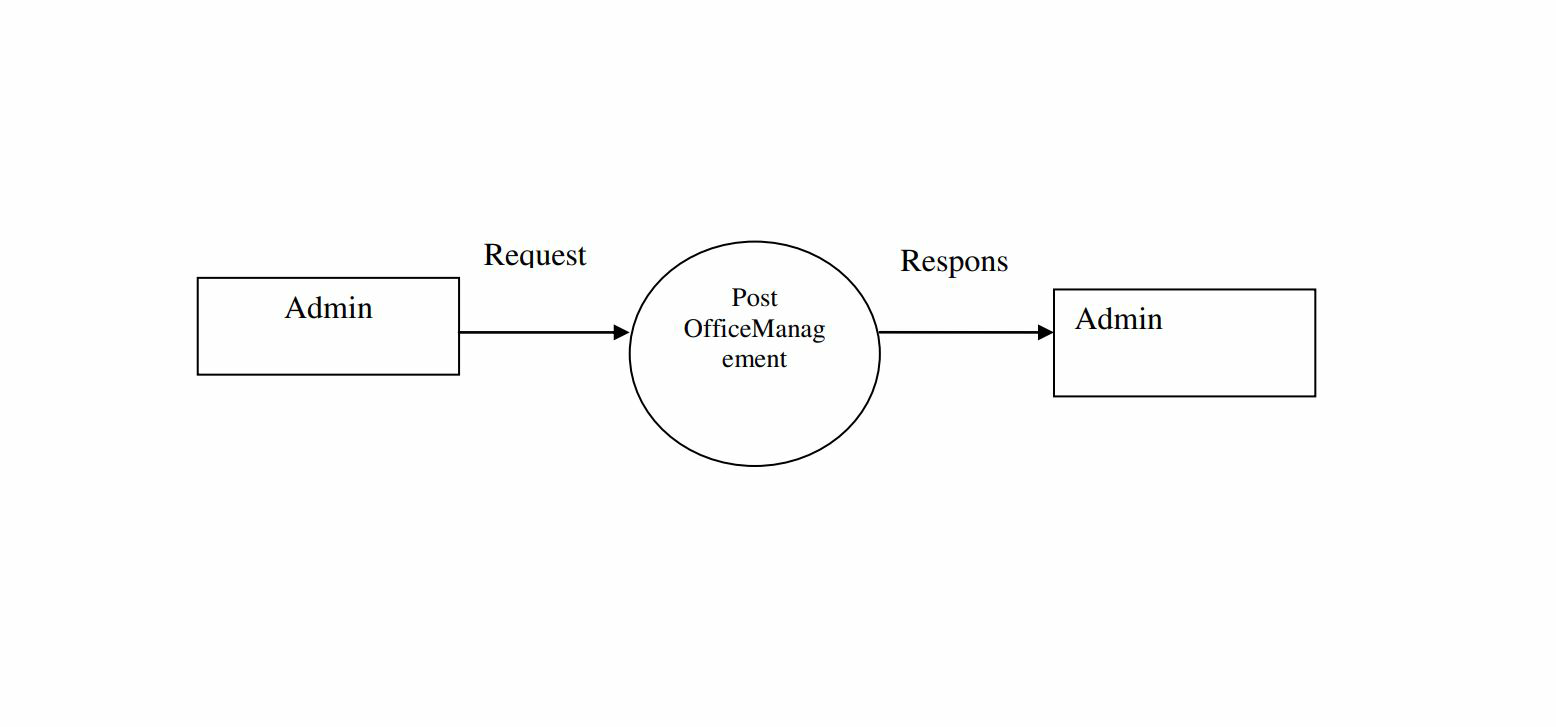 Request
Respons
Admin
Post
OfficeManag
ement
Admin